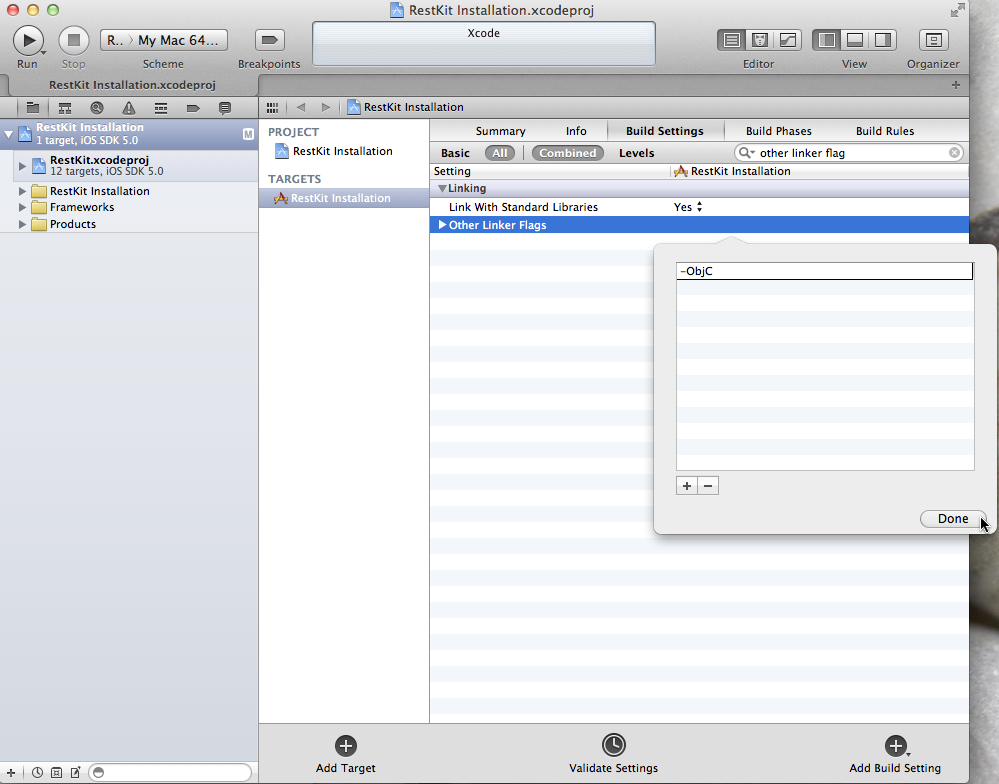 RestKit Installation.xcodeproj
R.. My Mac 64...
Xcode
Run Stop Scheme Breakpoints Editor View Organizer
RestKit Installation.xcodeproj
RestKit Installation
RestKit Installation
1 target, iOS SDK 5.0
M
RestKit.xcodeproj
12 targets, iOS SDK 5.0
RestKit Installation
Frameworks
Products
PROJECT
RestKit Installation
TARGETS
RestKit Installation
Summary Info Build Settings Build Phases Build Rules
Basic All Combined Levels other linker flag
Setting RestKit Installation
Linking
Link With Standard Libraries Yes
Other Linker Flags
-ObjC
Done
Add Target Validate Settings Add Build Setting